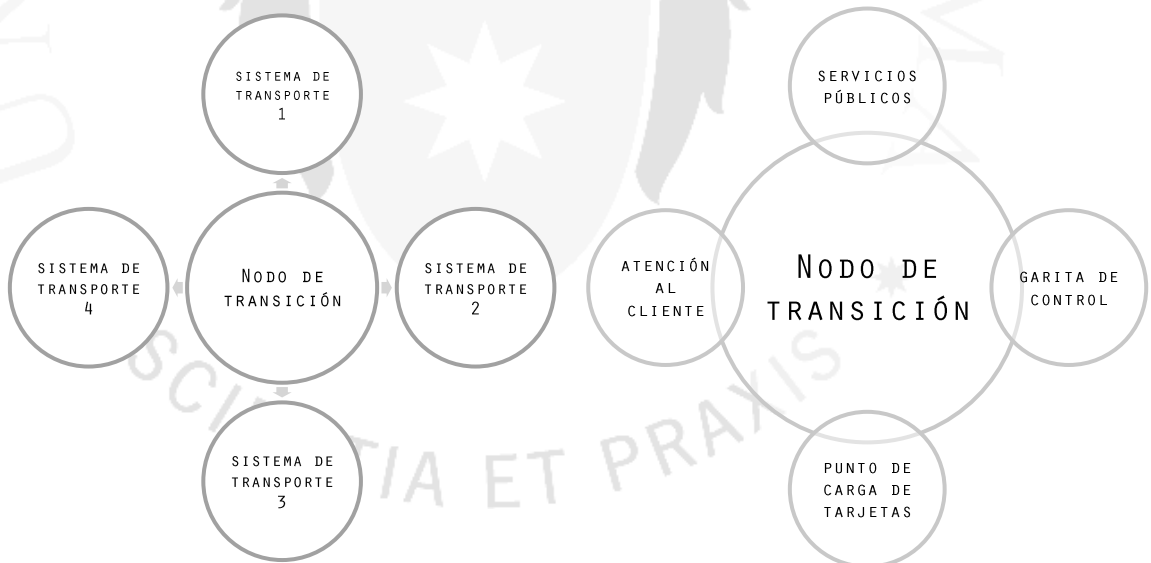 SISTEMA DE
TRANSPORTE
1
SISTEMA DE
TRANSPORTE
4
NODO DE
TRANSICIÓN
SISTEMA DE
TRANSPORTE
2
SISTEMA DE
TRANSPORTE
3
SERVICIOS
PÚBLICOS
ATENCIÓN
AL
CLIENTE
NODO DE
TRANSICIÓN
GARITA DE
CONTROL
PUNTO DE
CARGA DE
TARJETAS
ET PRAXIS